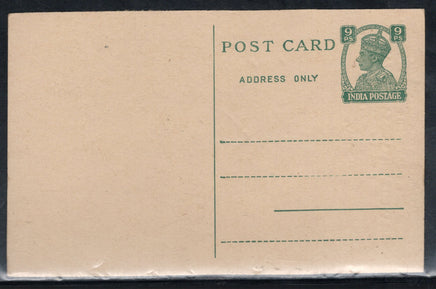 9 PS 9 PS
POST CARD
ADDRESS ONLY
INDIA POSTAGE